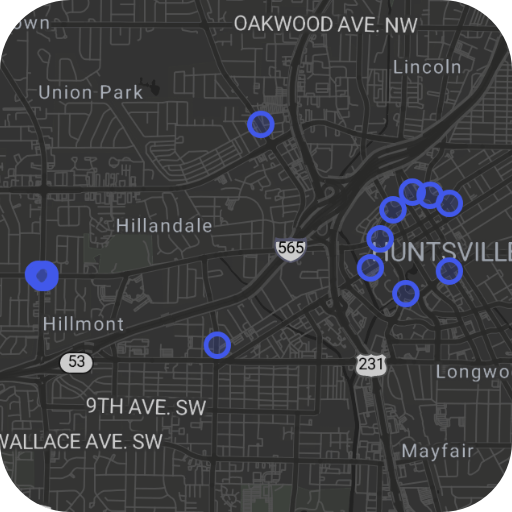 own
OAKWOOD AVE. NW
Lincoln
Union Park
Hillandale
565
HUNTSVILLE
Hillmont
53
231
Longwo
9TH AVE. SW
WALLACE AVE. SW
Mayfair